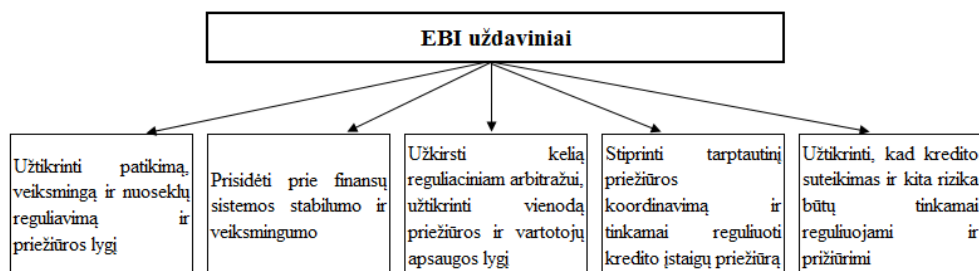 EBI uždaviniai
Užtikrinti patikimą,
veiksmingą ir nuoseklų
reguliavimą ir
priežiūros lygį
Prisidėti prie finansų
sistemos stabilumo ir
veiksmingumo
Užkirsti kelią
reguliaciniam arbitražui,
užtikrinti vienodą
priežiūros ir vartotojų
apsaugos lygį
Stiprinti tarptautinį
priežiūros
koordinavimą ir
tinkamai reguliuoti
kredito įstaigų priežiūrą
Užtikrinti, kad kredito
suteikimas ir kita rizika
būtų tinkamai
reguliuojami ir
prižiūrimi